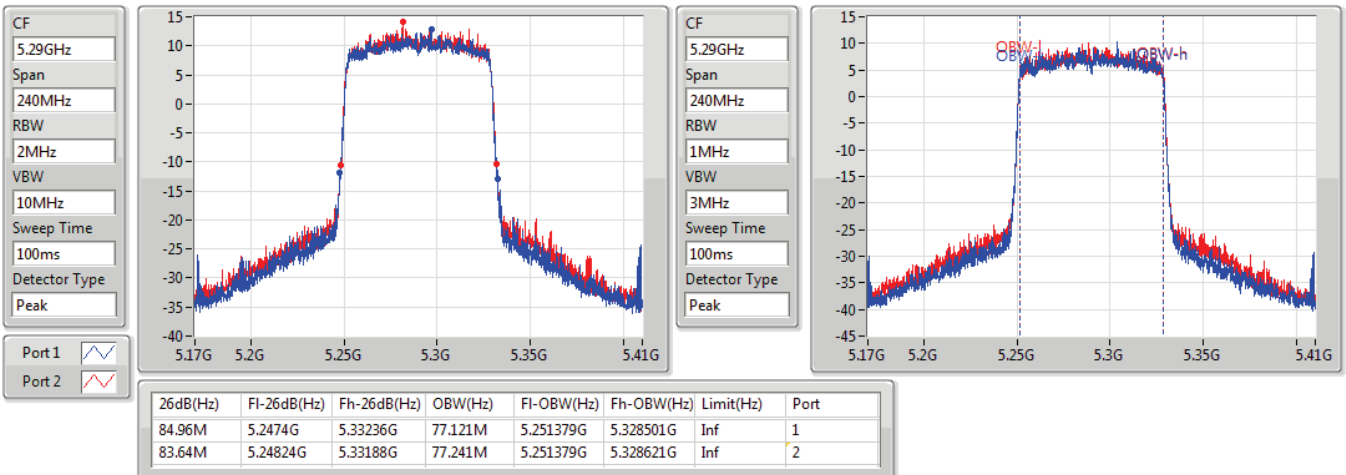 CF
5.29GHz
Span
240MHz
RBW
2MHz
VBW
10MHz
Sweep Time
100ms
Detector Type
Peak
Port 1
Port 2
15
10
5
0
-5
-10
-15
-20
-25
-30
-35
-40
5.17G 5.2G 5.25G 5.3G 5.35G 5.41G
CF
5.29GHz
Span
240MHz
RBW
1MHz
VBW
3MHz
Sweep Time
100ms
Detector Type
Peak
15
10
5
0
-5
-10
-15
-20
-25
-30
-35
-40
-45
OBW-l
OBW-h
5.17G 5.2G 5.25G 5.3G 5.35G 5.41G
26dB(Hz) Fl-26dB(Hz) Fh-26dB(Hz) OBW(Hz) Fl-OBW(Hz) Fh-OBW(Hz) Limit(Hz) Port
84.96M 5.2474G 5.33236G 77.121M 5.251379G 5.328501G Inf 1
83.64M 5.24824G 5.33188G 77.241M 5.251379G 5.328621G Inf 2